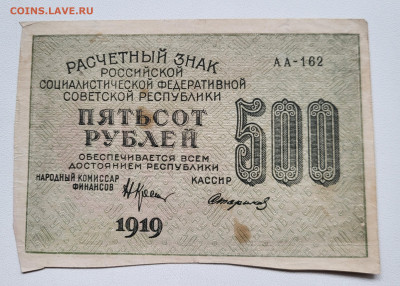 COINS.LAVE.RU
РАСЧЕТНЫЙ ЗНАК
РОССИЙСКОЙ
СОЦИАЛИСТИЧЕСКОЙ ФЕДЕРАТИВНОЙ
СОВЕТСКОЙ РЕСПУБЛИКИ
АА-162
ПЯТЬСОТ
РУБЛЕЙ
500
ОБЕСПЕЧИВАЕТСЯ ВСЕМ
ДОСТОЯНИЕМ РЕСПУБЛИКИ
НАРОДНЫЙ КОМИССАР
ФИНАНСОВ
КАССИР
1919